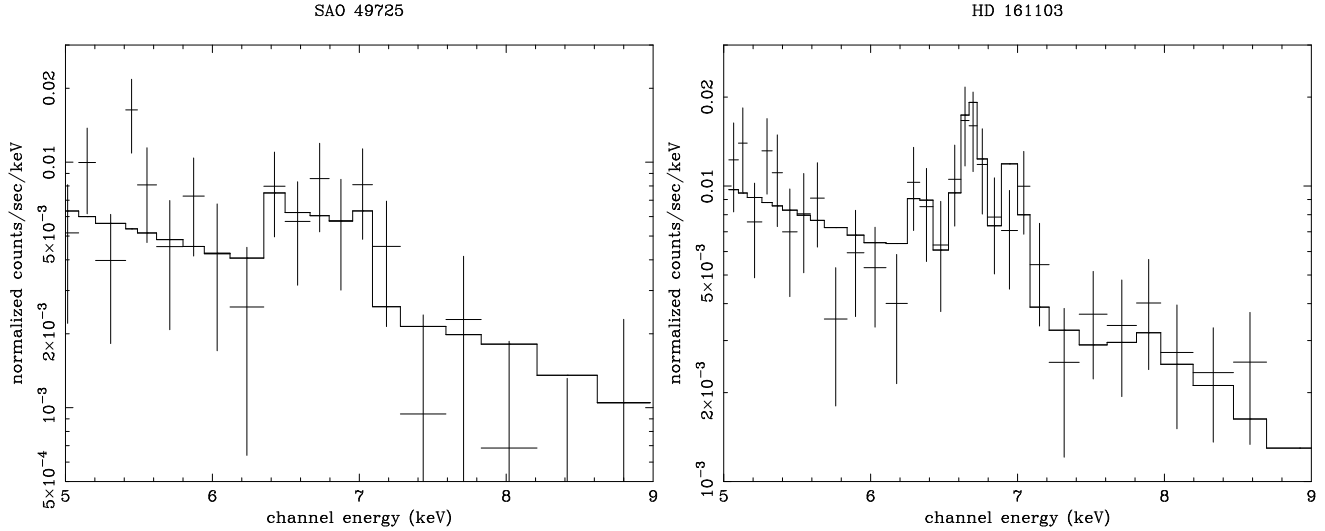 SAO 49725
normalized counts/sec/keV
0.02
0.01
5×10⁻³
2×10⁻³
10⁻³
5×10⁻⁴
5 6 7 8 9
channel energy (keV)
HD 161103
normalized counts/sec/keV
0.02
0.01
5×10⁻³
2×10⁻³
10⁻³
5 6 7 8 9
channel energy (keV)